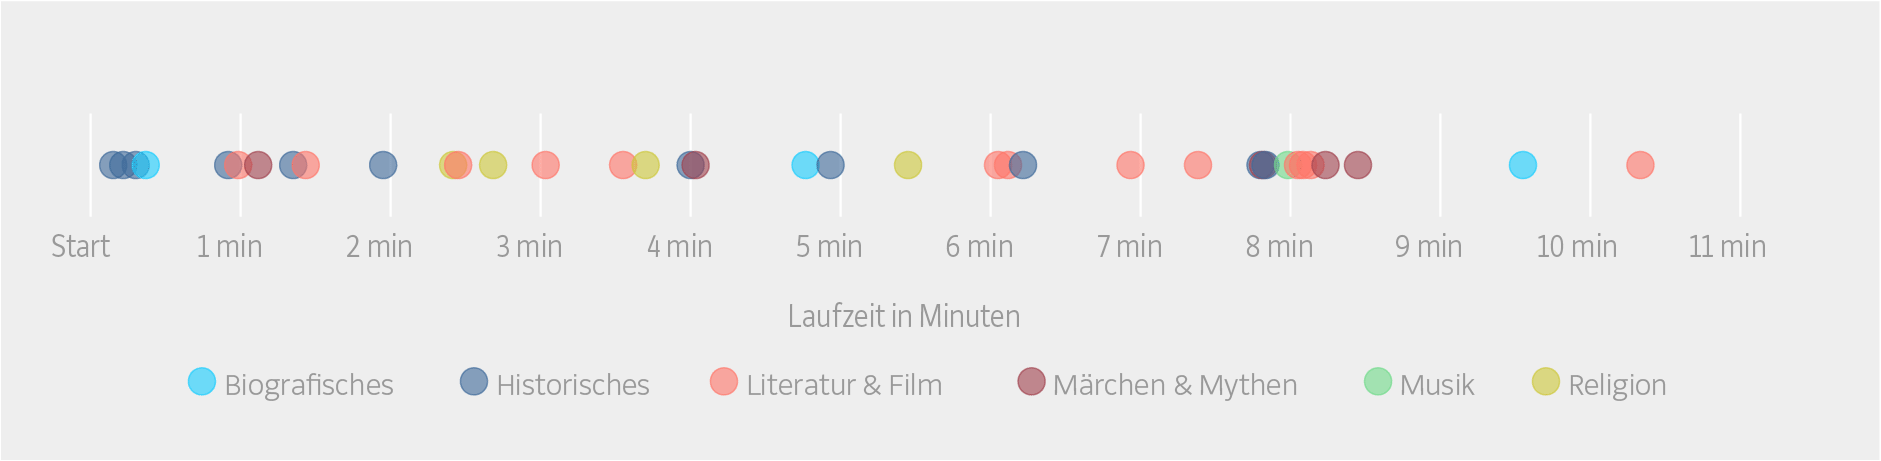 Start 1 min 2 min 3 min 4 min 5 min 6 min 7 min 8 min 9 min 10 min 11 min
Laufzeit in Minuten
Biografisches Historisches Literatur & Film Märchen & Mythen Musik Religion